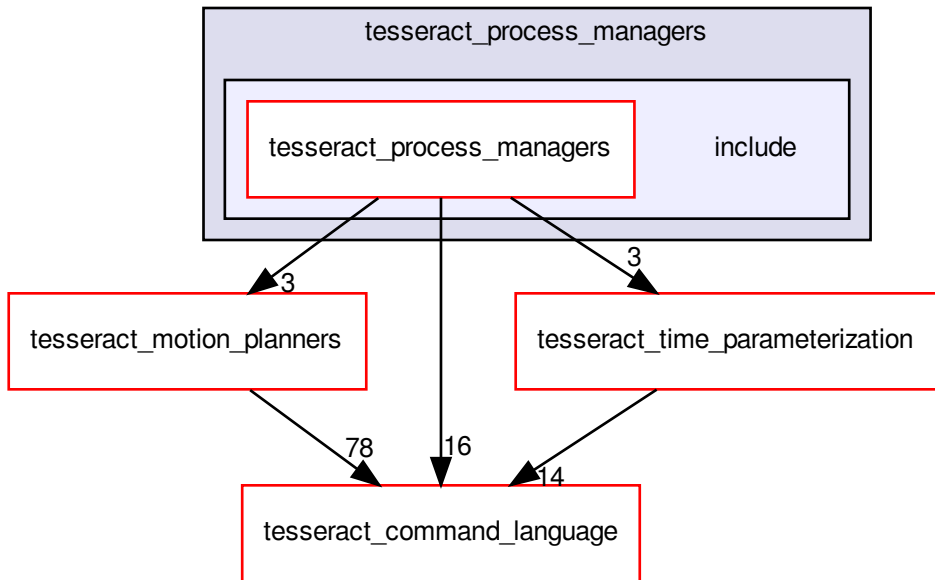 tesseract_process_managers
tesseract_process_managers
include
3
3
tesseract_motion_planners
tesseract_time_parameterization
78
16
14
tesseract_command_language